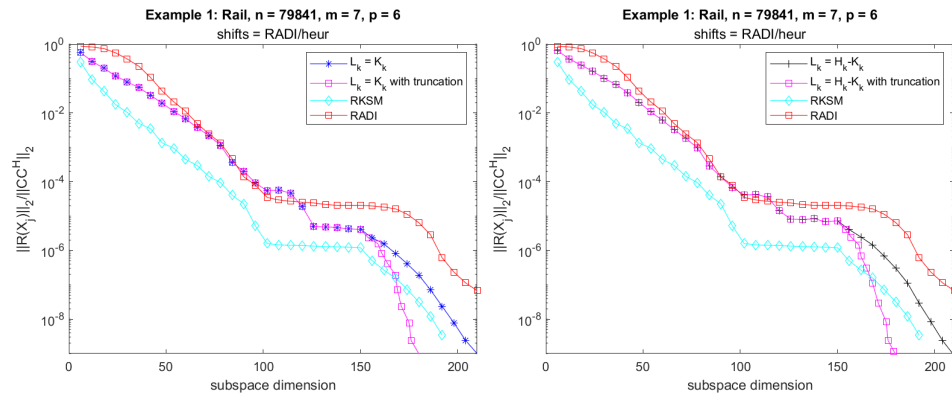 Example 1: Rail, n = 79841, m = 7, p = 6
shifts = RADI/heur
||R(X_j)||_2/||CC^H||_2
10^0
10^-2
10^-4
10^-6
10^-8
L_k = K_k
L_k = K_k with truncation
RKSM
RADI
0 50 100 150 200
subspace dimension
Example 1: Rail, n = 79841, m = 7, p = 6
shifts = RADI/heur
||R(X_j)||_2/||CC^H||_2
10^0
10^-2
10^-4
10^-6
10^-8
L_k = H_k-K_k
L_k = H_k-K_k with truncation
RKSM
RADI
0 50 100 150 200
subspace dimension